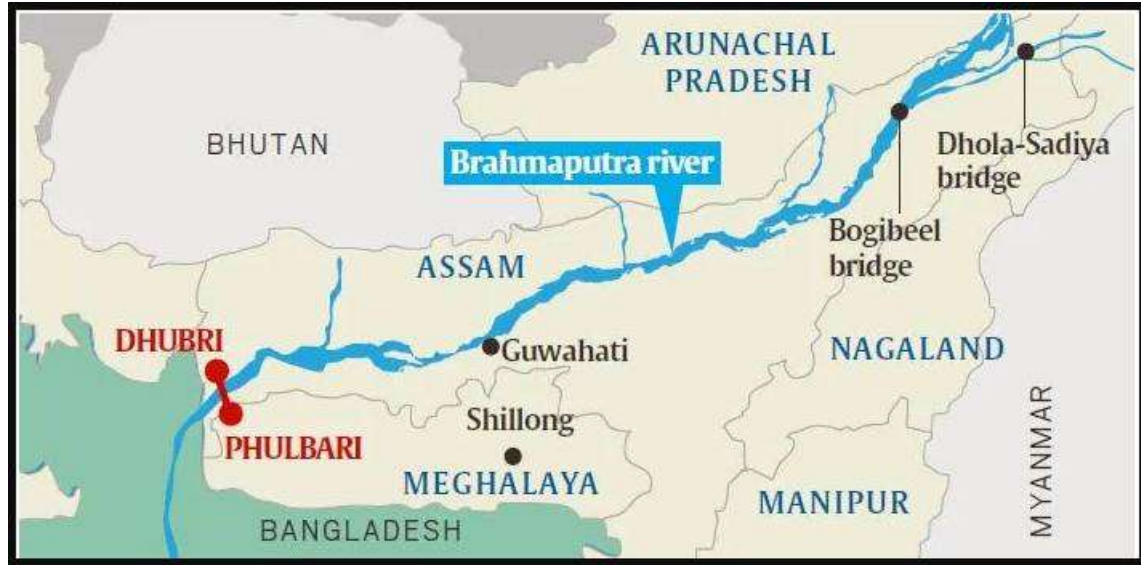 ARUNACHAL
PRADESH
BHUTAN
Brahmaputra river
Dhola-Sadiya
bridge
Bogibeel
bridge
ASSAM
DHUBRI
Guwahati
NAGALAND
PHULBARI
Shillong
MEGHALAYA
MANIPUR
MYANMAR
BANGLADESH